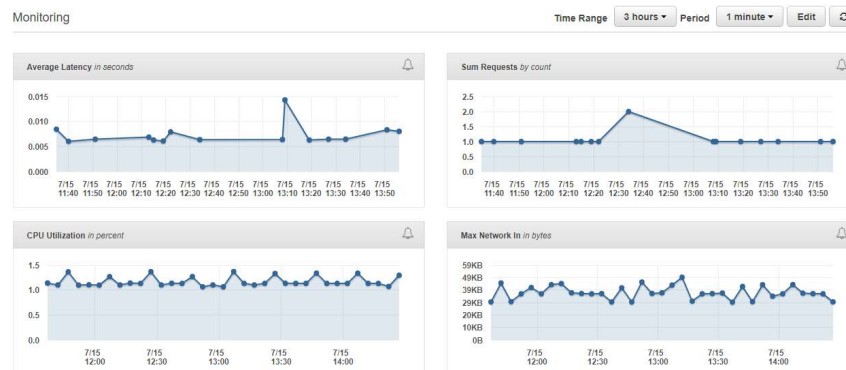 Monitoring
Time Range 3 hours Period 1 minute Edit
Average Latency in seconds
0.015
0.010
0.005
0.000
7/15 7/15 7/15 7/15 7/15 7/15 7/15 7/15 7/15 7/15 7/15 7/15 7/15 7/15
11:40 11:50 12:00 12:10 12:20 12:30 12:40 12:50 13:00 13:10 13:20 13:30 13:40 13:50
Sum Requests by count
2.5
2.0
1.5
1.0
0.5
0.0
7/15 7/15 7/15 7/15 7/15 7/15 7/15 7/15 7/15 7/15 7/15 7/15 7/15 7/15
11:40 11:50 12:00 12:10 12:20 12:30 12:40 12:50 13:00 13:10 13:20 13:30 13:40 13:50
CPU Utilization in percent
1.5
1.0
0.5
0.0
7/15 7/15 7/15 7/15 7/15
12:00 12:30 13:00 13:30 14:00
Max Network In in bytes
59KB
49KB
39KB
29KB
20KB
10KB
0B
7/15 7/15 7/15 7/15 7/15
12:00 12:30 13:00 13:30 14:00